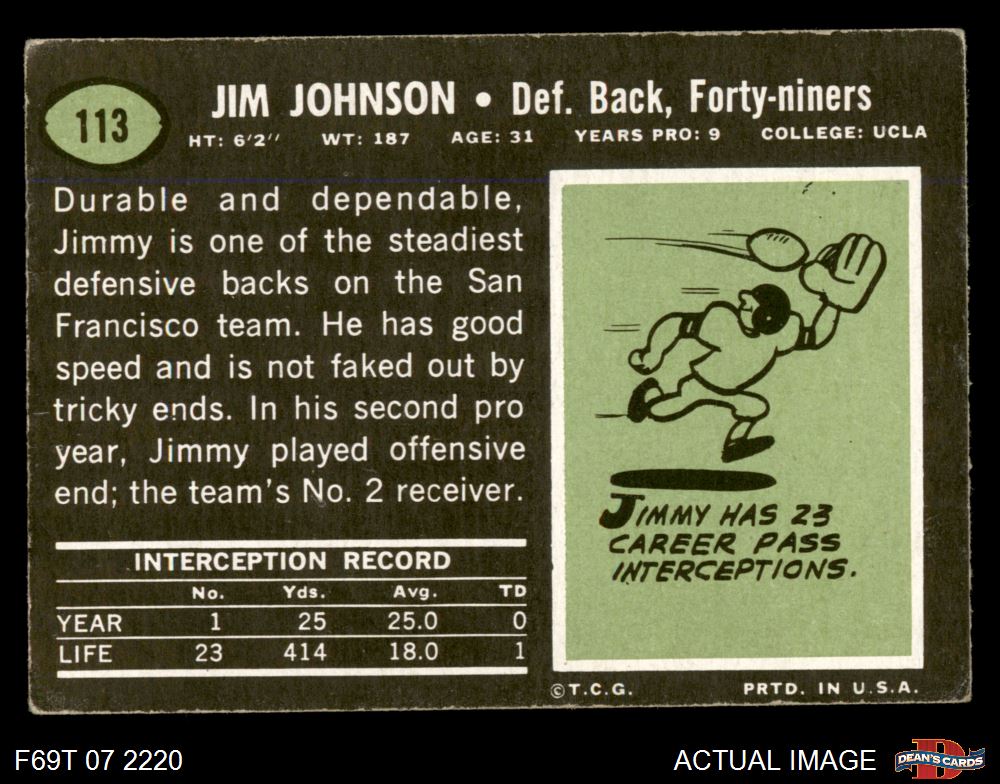 113
JIM JOHNSON • Def. Back, Forty-niners
HT: 6'2'' WT: 187 AGE: 31 YEARS PRO: 9 COLLEGE: UCLA
Durable and dependable,
Jimmy is one of the steadiest
defensive backs on the San
Francisco team. He has good
speed and is not faked out by
tricky ends. In his second pro
year, Jimmy played offensive
end; the team's No. 2 receiver.
INTERCEPTION RECORD
No. Yds. Avg. TD
YEAR 1 25 25.0 0
LIFE 23 414 18.0 1
JIMMY HAS 23
CAREER PASS
INTERCEPTIONS.
©T.C.G. PRTD. IN U.S.A.
F69T 07 2220
ACTUAL IMAGE
D
DEAN'S CARDS